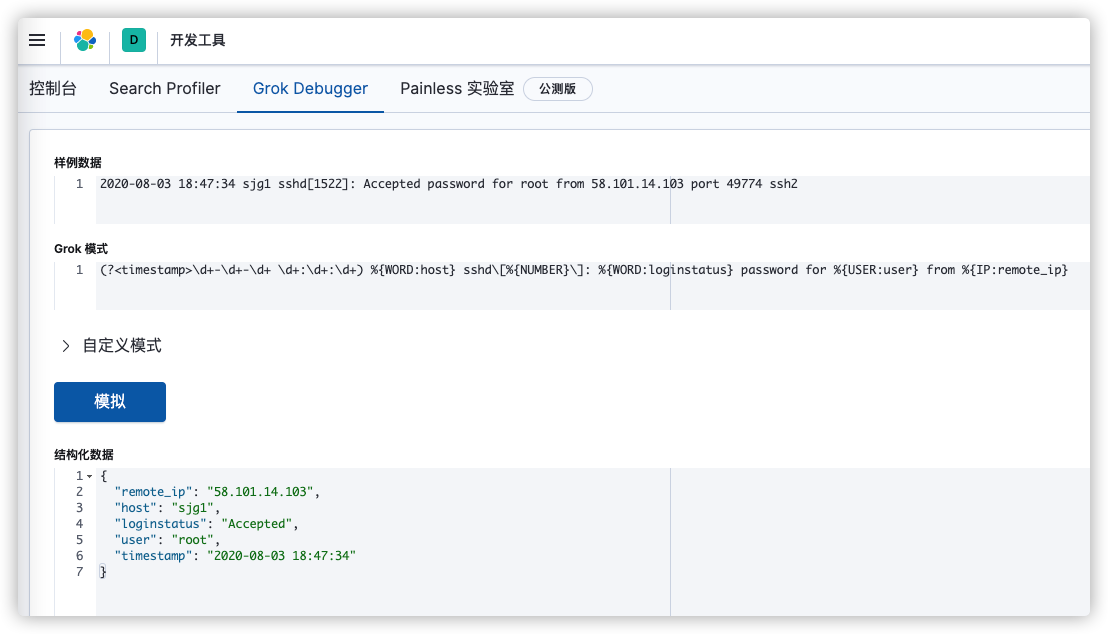 D 开发工具
控制台 Search Profiler Grok Debugger Painless 实验室 公测版
样例数据
1 2020-08-03 18:47:34 sjg1 sshd[1522]: Accepted password for root from 58.101.14.103 port 49774 ssh2
Grok 模式
1 (?<timestamp>\d+-\d+-\d+ \d+:\d+:\d+) %{WORD:host} sshd\[%{NUMBER}\]: %{WORD:loginstatus} password for %{USER:user} from %{IP:remote_ip}
自定义模式
模拟
结构化数据
1 {
2 "remote_ip": "58.101.14.103",
3 "host": "sjg1",
4 "loginstatus": "Accepted",
5 "user": "root",
6 "timestamp": "2020-08-03 18:47:34"
7 }